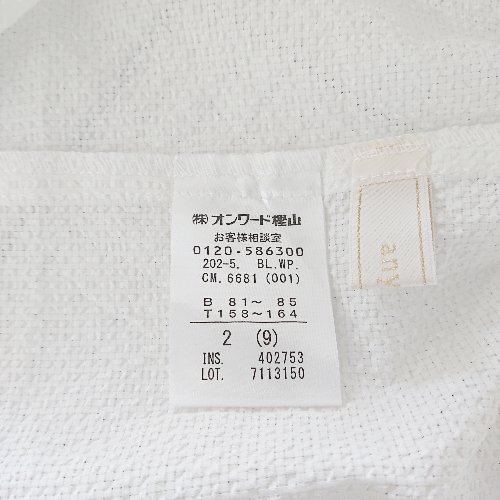 ㈱オンワード樫山
お客様相談室
0120-586300
202-5. BL.WP.
CM.6681 (001)
B 81～ 85
T158～164
2 (9)
INS. 402753
LOT. 7113150
any